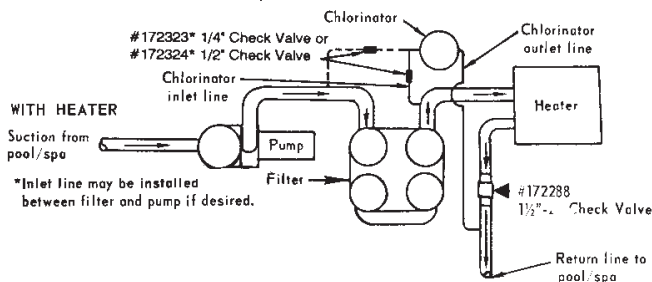 Chlorinator
#172323* 1/4" Check Valve or
#172324* 1/2" Check Valve
Chlorinator
outlet line
Chlorinator
inlet line
WITH HEATER
Heater
Suction from
pool/spa
Pump
*Inlet line may be installed
between filter and pump if desired.
Filter
#172288
1½"- Check Valve
Return line to
pool/spa